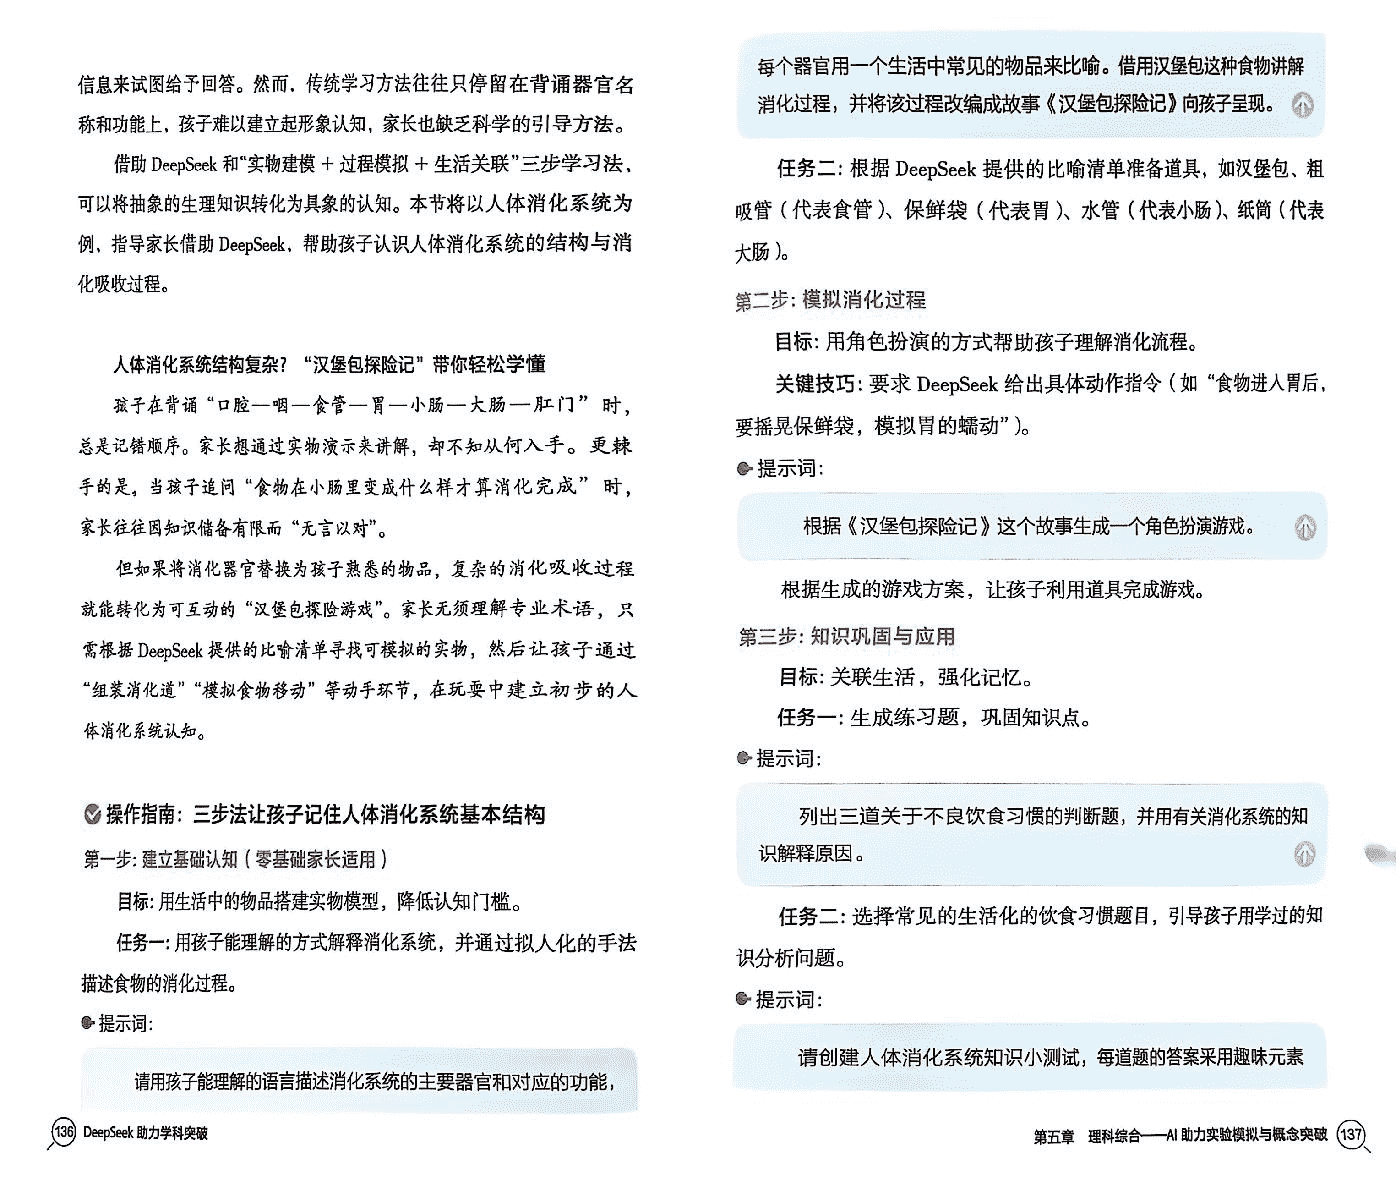 信息来试图给予回答。然而，传统学习方法往往只停留在背诵器官名
称和功能上，孩子难以建立起形象认知，家长也缺乏科学的引导方法。
借助 DeepSeek 和“实物建模 + 过程模拟 + 生活关联”三步学习法，
可以将抽象的生理知识转化为具象的认知。本节将以人体消化系统为
例，指导家长借助 DeepSeek，帮助孩子认识人体消化系统的结构与消
化吸收过程。
人体消化系统结构复杂？“汉堡包探险记”带你轻松学懂
孩子在背诵“口腔—咽—食管—胃—小肠—大肠—肛门”时，
总是记错顺序。家长想通过实物演示来讲解，却不知从何入手。更棘
手的是，当孩子追问“食物在小肠里变成什么样才算消化完成”时，
家长往往因知识储备有限而“无言以对”。
但如果将消化器官替换为孩子熟悉的物品，复杂的消化吸收过程
就能转化为可互动的“汉堡包探险游戏”。家长无须理解专业术语，只
需根据 DeepSeek 提供的比喻清单寻找可模拟的实物，然后让孩子通过
“组装消化道”“模拟食物移动”等动手环节，在玩耍中建立初步的人
体消化系统认知。
操作指南：三步法让孩子记住人体消化系统基本结构
第一步：建立基础认知（零基础家长适用）
目标：用生活中的物品搭建实物模型，降低认知门槛。
任务一：用孩子能理解的方式解释消化系统，并通过拟人化的手法
描述食物的消化过程。
提示词：
请用孩子能理解的语言描述消化系统的主要器官和对应的功能，
136 DeepSeek 助力学科突破
每个器官用一个生活中常见的物品来比喻。借用汉堡包这种食物讲解
消化过程，并将该过程改编成故事《汉堡包探险记》向孩子呈现。
任务二：根据 DeepSeek 提供的比喻清单准备道具，如汉堡包、粗
吸管（代表食管）、保鲜袋（代表胃）、水管（代表小肠）、纸筒（代表
大肠）。
第二步：模拟消化过程
目标：用角色扮演的方式帮助孩子理解消化流程。
关键技巧：要求 DeepSeek 给出具体动作指令（如“食物进入胃后，
要摇晃保鲜袋，模拟胃的蠕动”）。
提示词：
根据《汉堡包探险记》这个故事生成一个角色扮演游戏。
根据生成的游戏方案，让孩子利用道具完成游戏。
第三步：知识巩固与应用
目标：关联生活，强化记忆。
任务一：生成练习题，巩固知识点。
提示词：
列出三道关于不良饮食习惯的判断题，并用有关消化系统的知
识解释原因。
任务二：选择常见的生活化的饮食习惯题目，引导孩子用学过的知
识分析问题。
提示词：
请创建人体消化系统知识小测试，每道题的答案采用趣味元素
第五章 理科综合——AI 助力实验模拟与概念突破 137